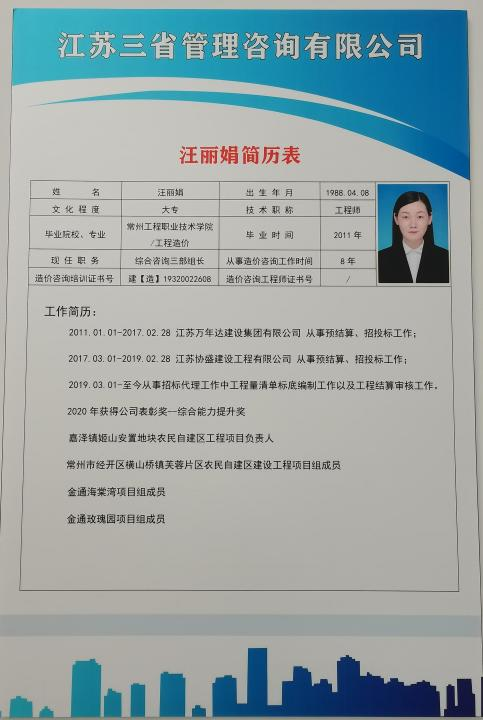 江苏三省管理咨询有限公司
汪丽娟简历表
姓 名 汪丽娟 出生年月 1988.04.08
文化程度 大专 技术职称 工程师
毕业院校、专业 常州工程职业技术学院/工程造价 毕业时间 2011年
现任职务 综合咨询三部组长 从事造价咨询工作时间 8年
造价咨询培训证书号 建【造】19320022608 造价咨询工程师证书号 /
工作简历：
2011.01.01-2017.02.28 江苏万年达建设集团有限公司 从事预结算、招投标工作；
2017.03.01-2019.02.28 江苏协盛建设工程有限公司 从事预结算、招投标工作；
2019.03.01-至今从事招标代理工作中工程量清单标底编制工作以及工程结算审核工作。
2020年获得公司表彰奖--综合能力提升奖
嘉泽镇姬山安置地块农民自建区工程项目负责人
常州市经开区横山桥镇芙蓉片区农民自建区建设工程项目组成员
金通海棠湾项目组成员
金通玫瑰园项目组成员